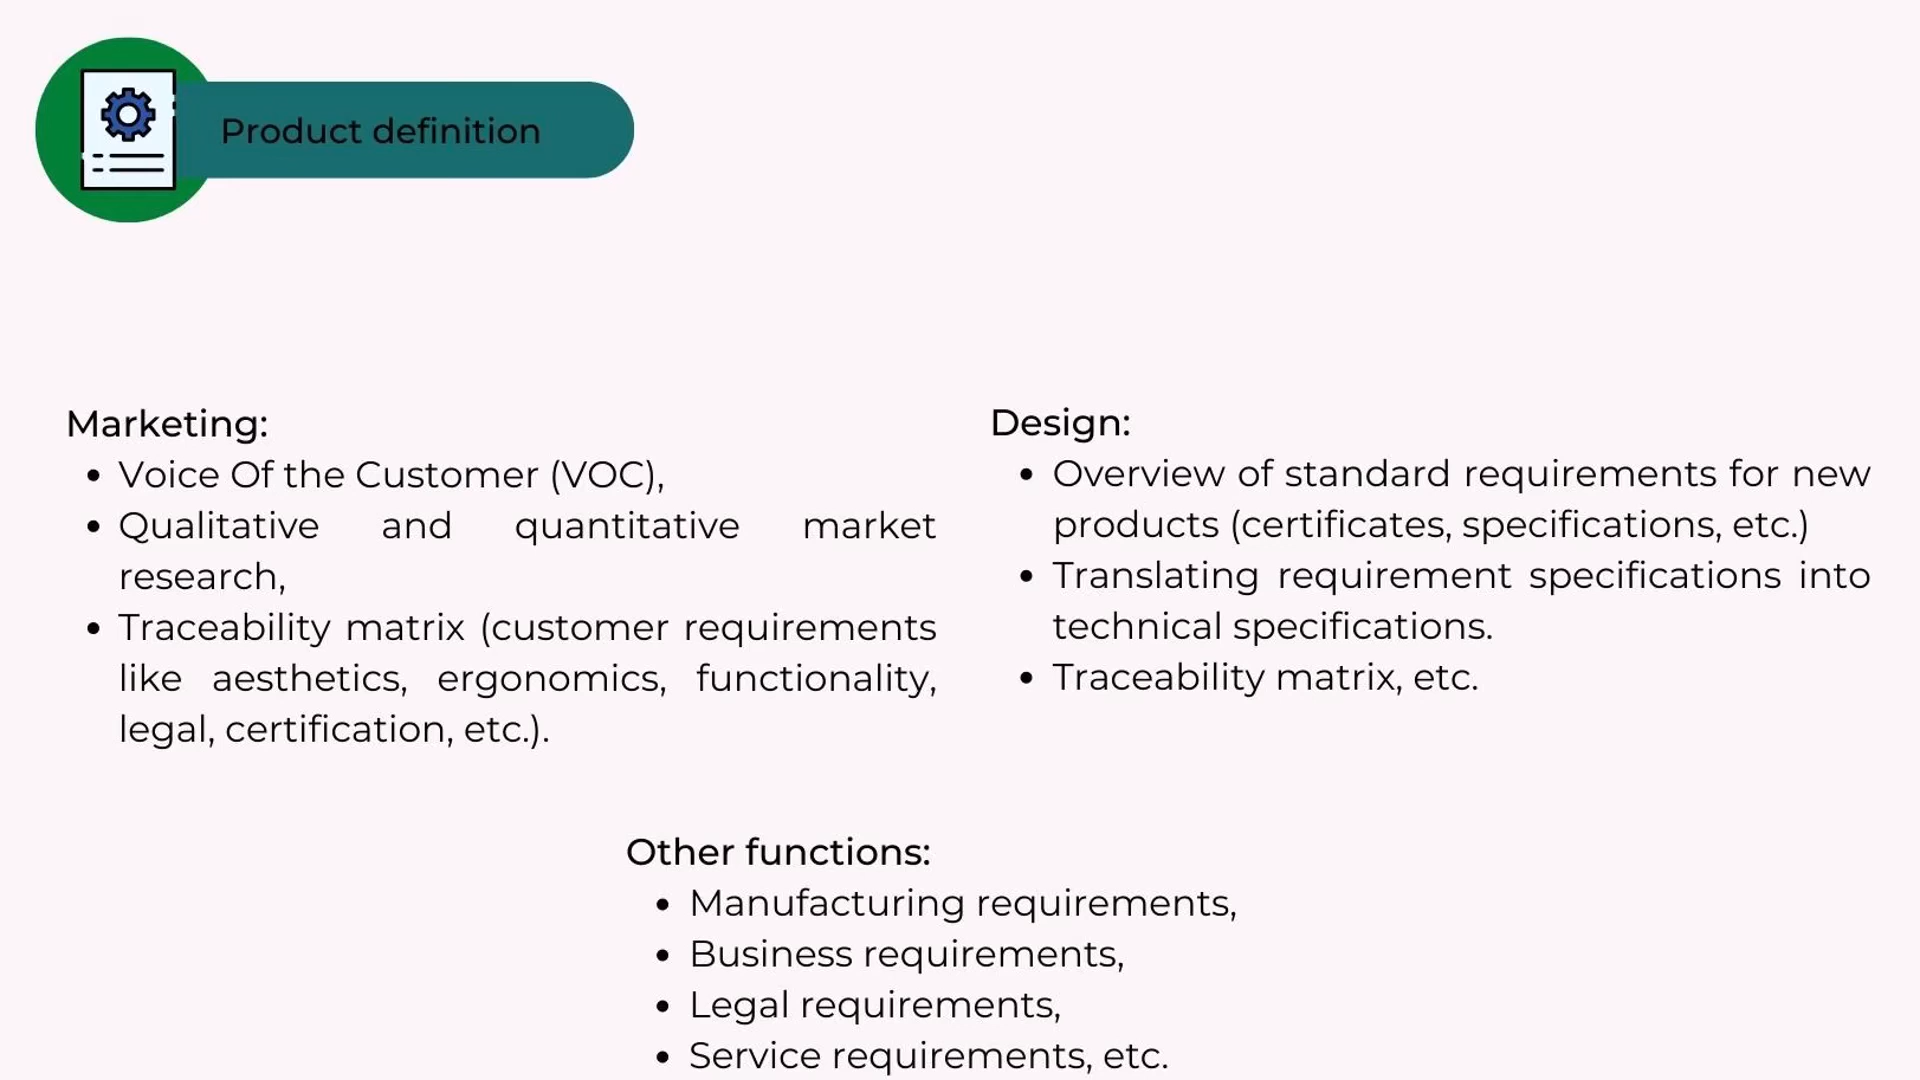 Product definition
Marketing:
• Voice Of the Customer (VOC),
• Qualitative and quantitative market
research,
• Traceability matrix (customer requirements
like aesthetics, ergonomics, functionality,
legal, certification, etc.).
Design:
• Overview of standard requirements for new
products (certificates, specifications, etc.)
• Translating requirement specifications into
technical specifications.
• Traceability matrix, etc.
Other functions:
• Manufacturing requirements,
• Business requirements,
• Legal requirements,
• Service requirements, etc.